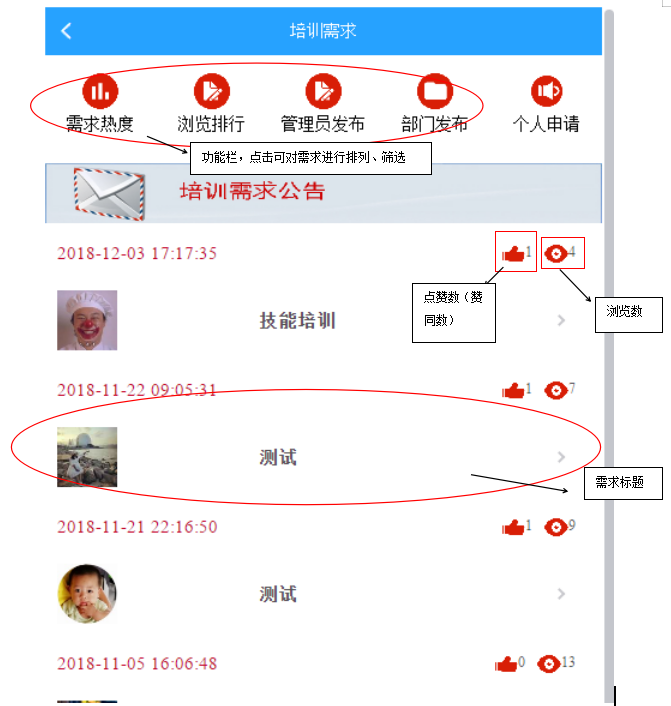 培训需求
需求热度 浏览排行 管理员发布 部门发布 个人申请
功能栏，点击可对需求进行排列、筛选
培训需求公告
2018-12-03 17:17:35 1 4
点赞数（赞
同数）
浏览数
技能培训
2018-11-22 09:05:31 1 7
测试
需求标题
2018-11-21 22:16:50 1 9
测试
2018-11-05 16:06:48 0 13